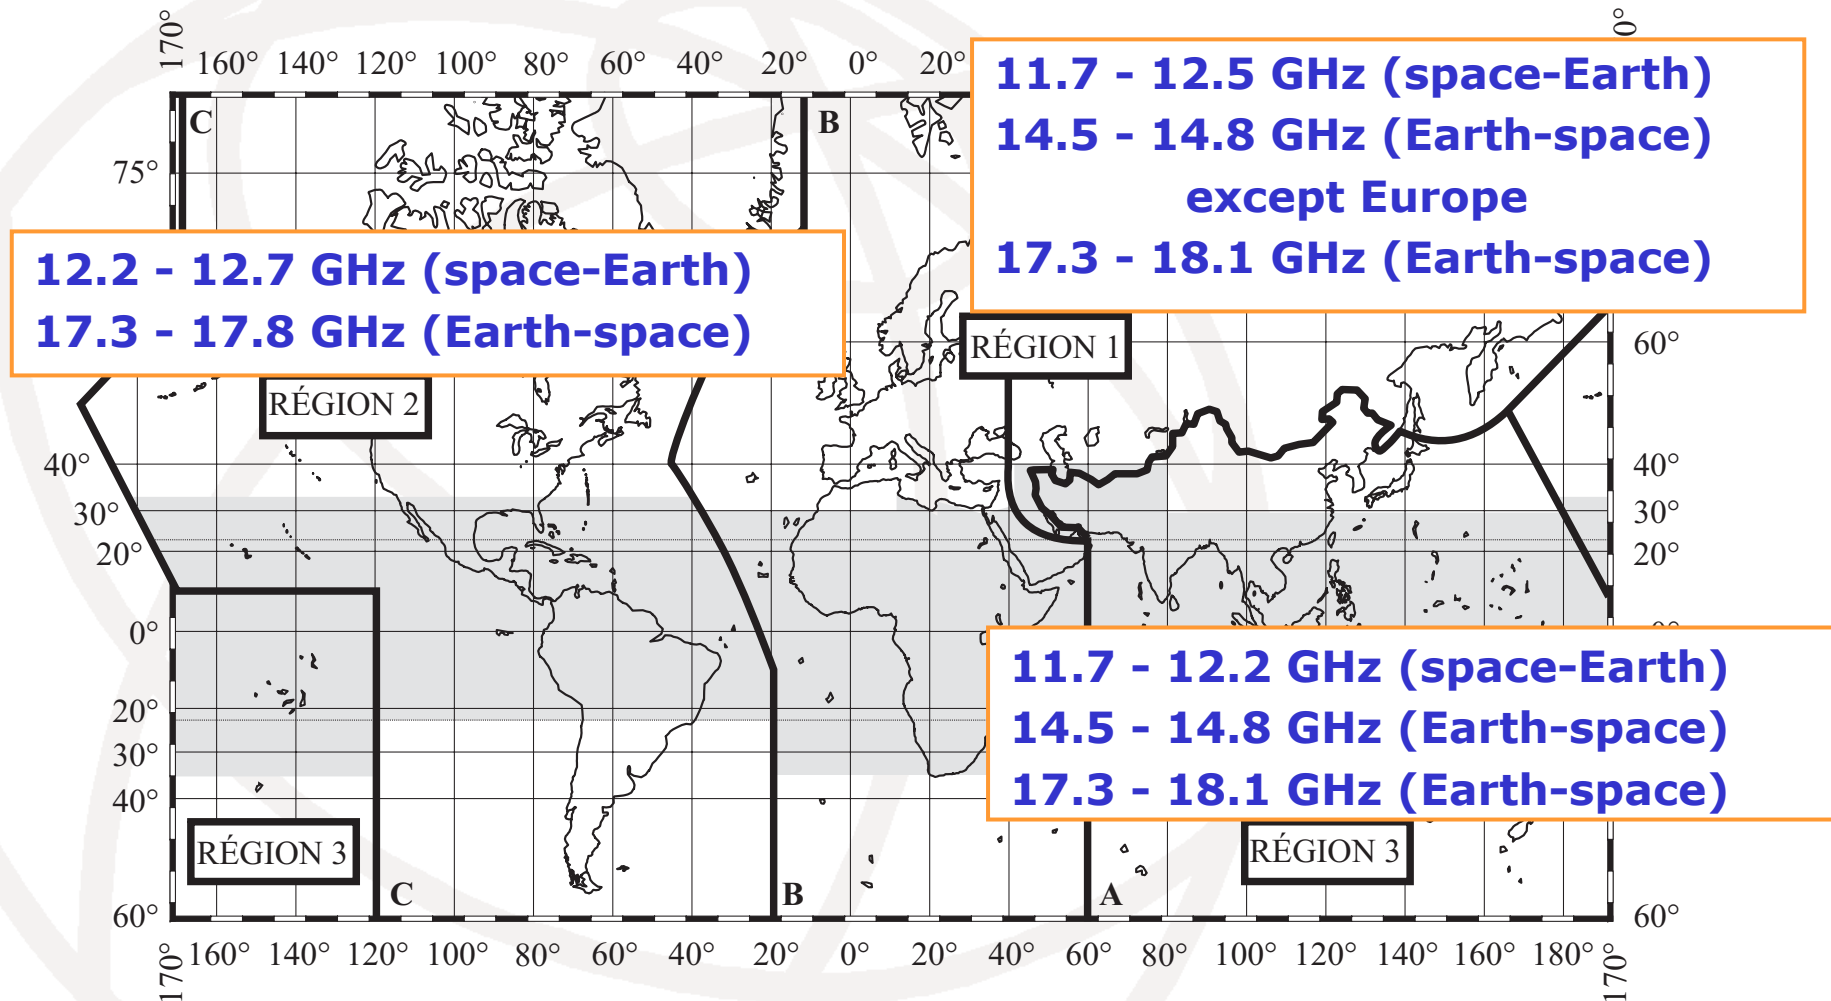 170°
160° 140° 120° 100° 80° 60° 40° 20° 0° 20°
0°
C
B
11.7 - 12.5 GHz (space-Earth)
14.5 - 14.8 GHz (Earth-space)
except Europe
17.3 - 18.1 GHz (Earth-space)
75°
12.2 - 12.7 GHz (space-Earth)
17.3 - 17.8 GHz (Earth-space)
RÉGION 1
60°
RÉGION 2
40°
40°
30°
30°
20°
20°
0°
11.7 - 12.2 GHz (space-Earth)
14.5 - 14.8 GHz (Earth-space)
17.3 - 18.1 GHz (Earth-space)
20°
30°
40°
RÉGION 3
RÉGION 3
C
B
A
60°
60°
170°
160° 140° 120° 100° 80° 60° 40° 20° 0° 20° 40° 60° 80° 100° 120° 140° 160° 180°
170°